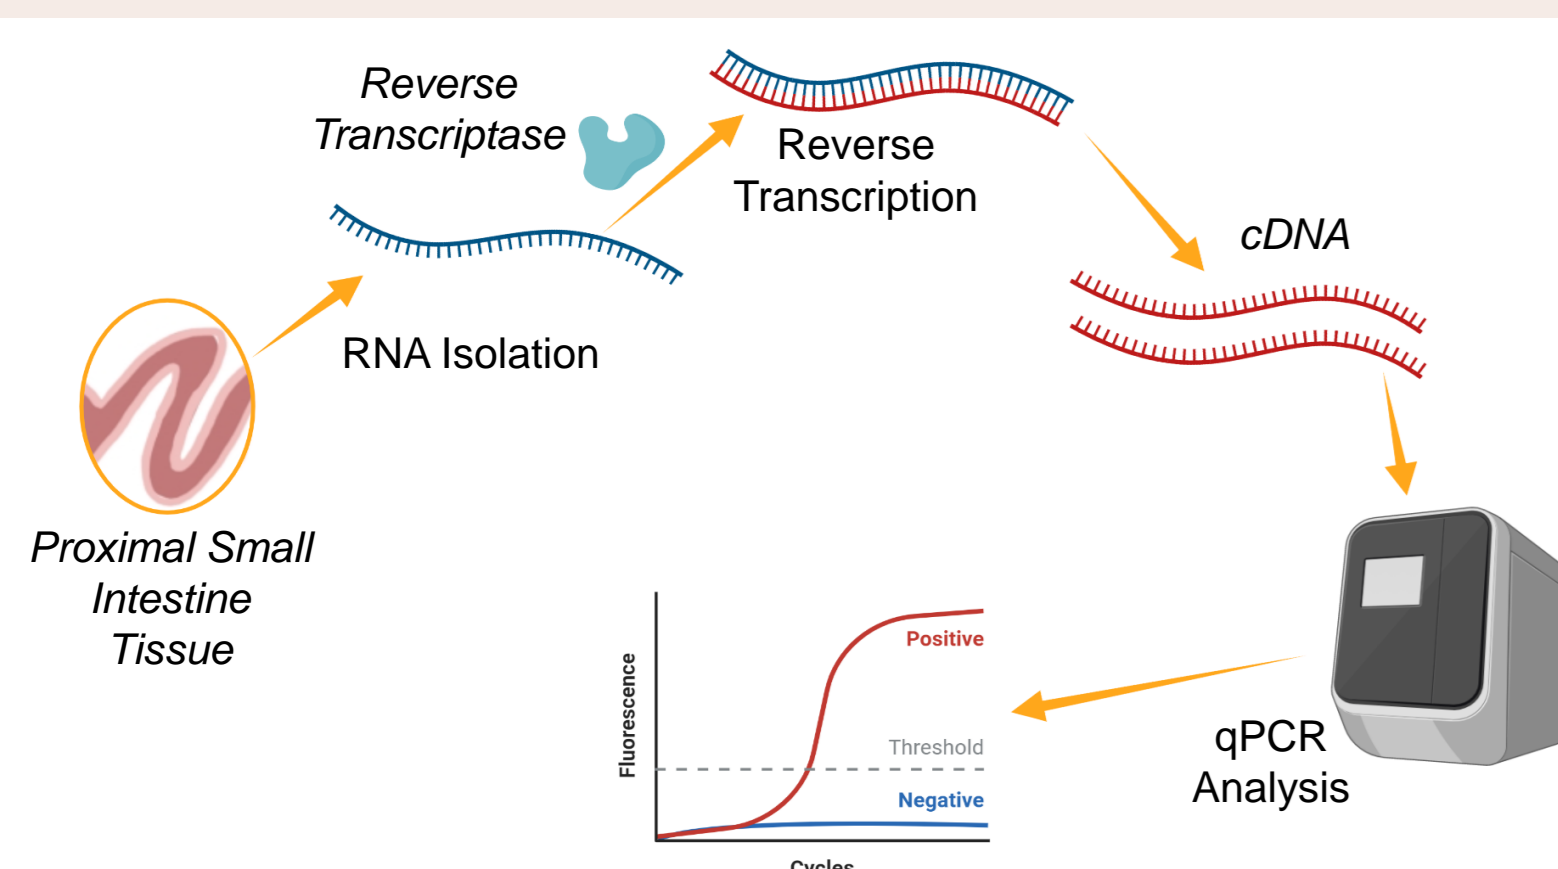 Reverse
Transcriptase
Reverse
Transcription
cDNA
RNA Isolation
Proximal Small
Intestine
Tissue
Positive
Fluorescence
Threshold
Negative
Cycles
qPCR
Analysis